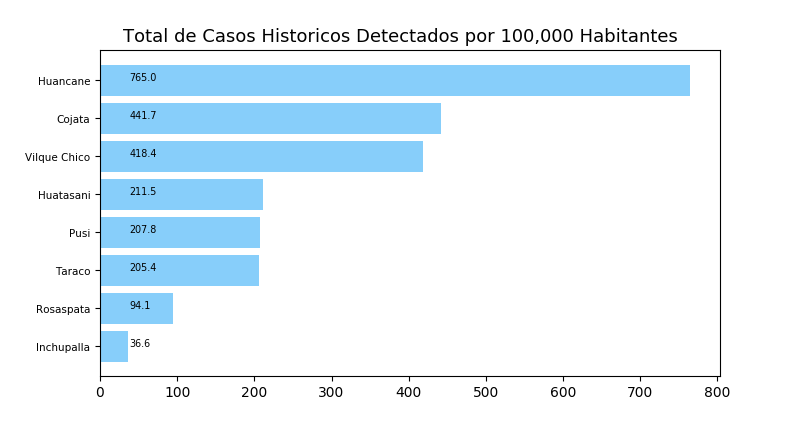 Total de Casos Historicos Detectados por 100,000 Habitantes
Huancane 765.0
Cojata 441.7
Vilque Chico 418.4
Huatasani 211.5
Pusi 207.8
Taraco 205.4
Rosaspata 94.1
Inchupalla 36.6
0 100 200 300 400 500 600 700 800